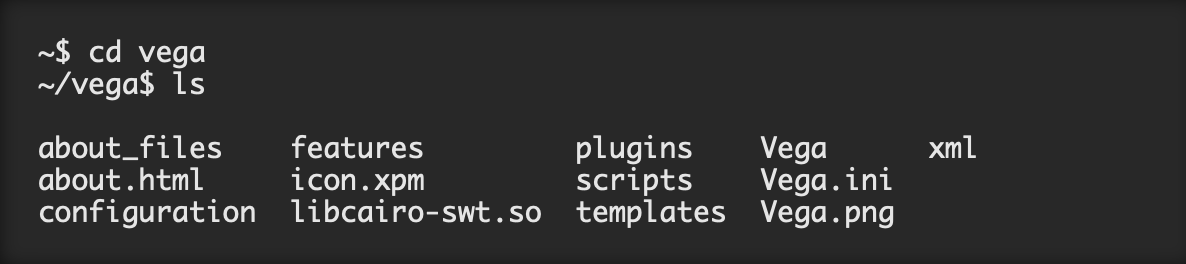 ~$ cd vega
~/vega$ ls
about_files features plugins Vega xml
about.html icon.xpm scripts Vega.ini
configuration libcairo-swt.so templates Vega.png